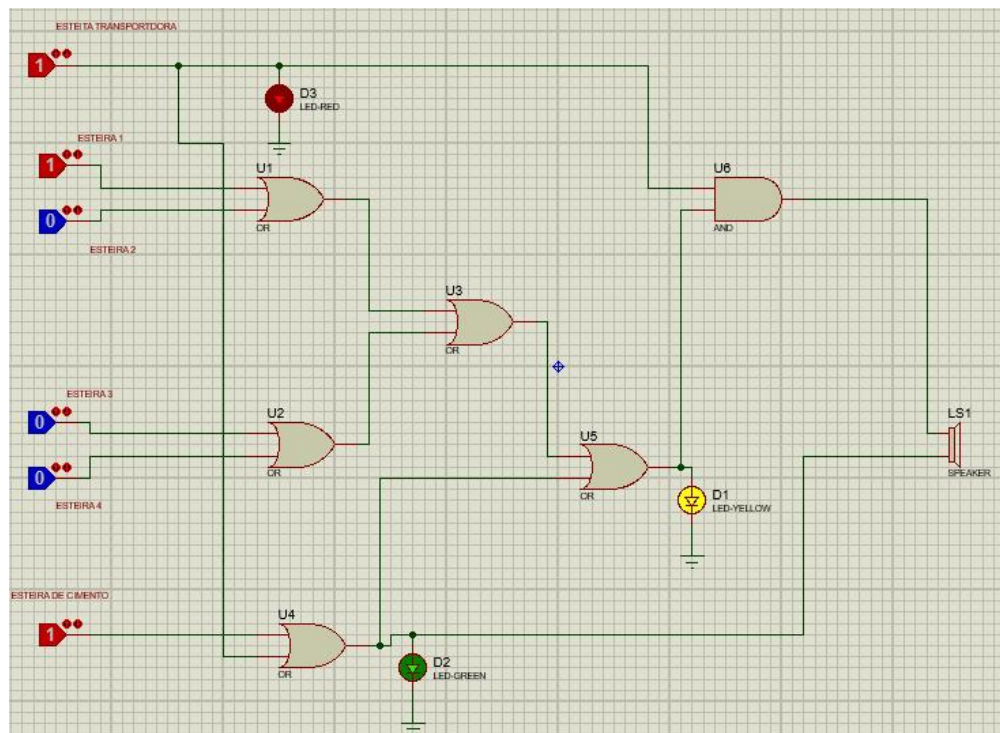 ESTEITA TRANSPORTDORA
1
D3
LED-RED
ESTEIRA 1
1
U1
OR
0
ESTEIRA 2
U6
AND
U3
OR
ESTEIRA 3
0
U2
OR
0
ESTEIRA 4
U5
OR
D1
LED-YELLOW
LS1
SPEAKER
ESTEIRA DE CIMENTO
1
U4
OR
D2
LED-GREEN